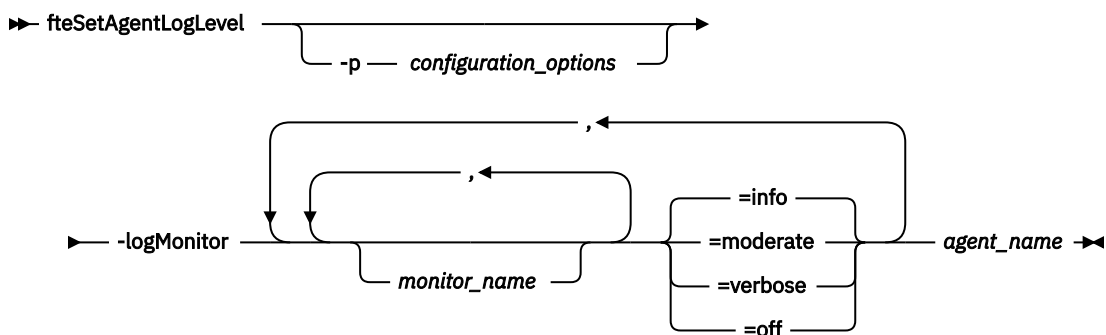 fteSetAgentLogLevel
-p configuration_options
,
,
-logMonitor
monitor_name
=info
=moderate
=verbose
=off
agent_name